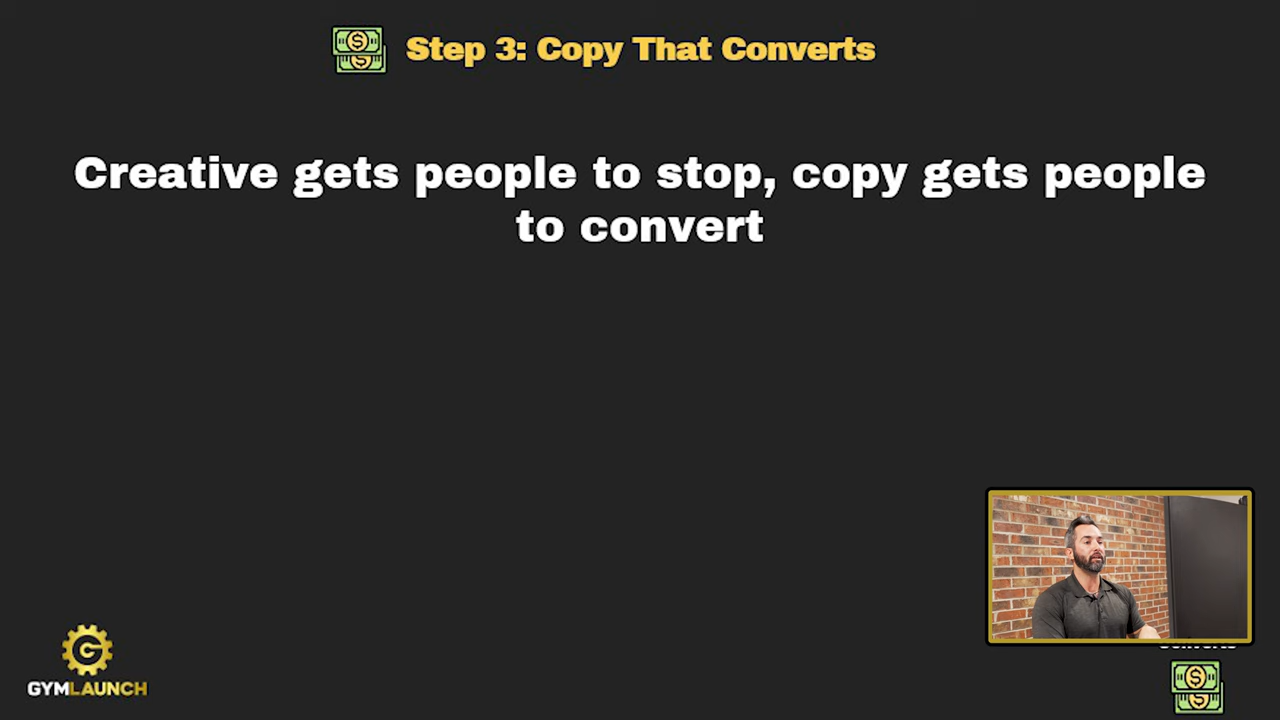 Step 3: Copy That Converts
Creative gets people to stop, copy gets people
to convert
GYMLAUNCH